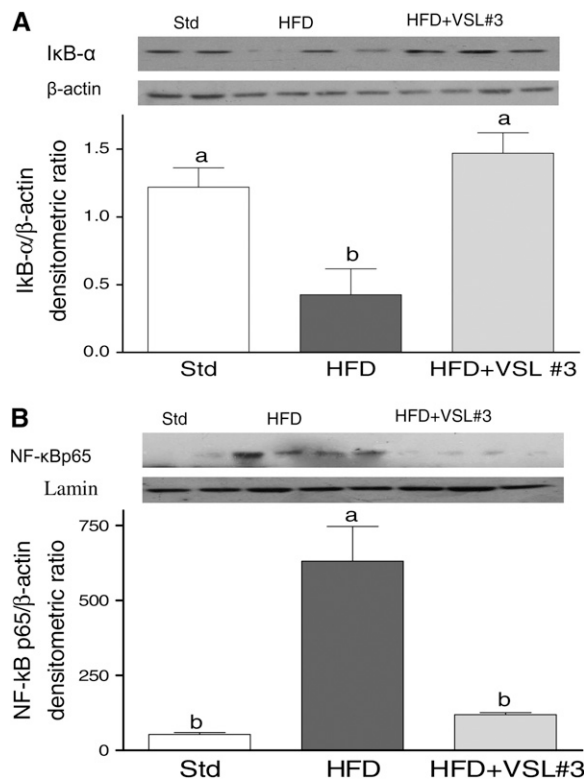 A
Std HFD HFD+VSL#3
IκB-α
β-actin
a a
b
1.5
1.0
0.5
0.0
IkB-α/β-actin
densitometric ratio
Std HFD HFD+VSL #3
B
Std HFD HFD+VSL#3
NF-κBp65
Lamin
a
b b
750
500
250
0
NF-kB p65/β-actin
densitometric ratio
Std HFD HFD+VSL#3